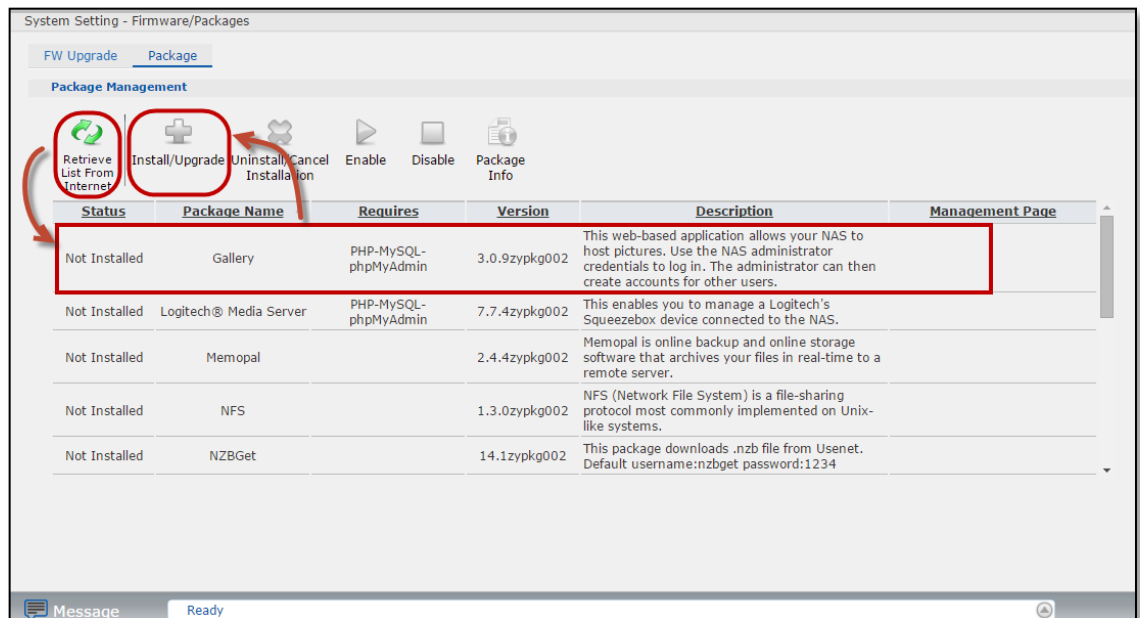 System Setting - Firmware/Packages
FW Upgrade Package
Package Management
Retrieve
List From
Internet
Install/Upgrade
Uninstall/Cancel
Installation
Enable
Disable
Package
Info
Status Package Name Requires Version Description Management Page
Not Installed
Gallery
PHP-MySQL-
phpMyAdmin
3.0.9zypkg002
This web-based application allows your NAS to
host pictures. Use the NAS administrator
credentials to log in. The administrator can then
create accounts for other users.
Not Installed
Logitech® Media Server
PHP-MySQL-
phpMyAdmin
7.7.4zypkg002
This enables you to manage a Logitech's
Squeezebox device connected to the NAS.
Not Installed
Memopal
2.4.4zypkg002
Memopal is online backup and online storage
software that archives your files in real-time to a
remote server.
Not Installed
NFS
1.3.0zypkg002
NFS (Network File System) is a file-sharing
protocol most commonly implemented on Unix-
like systems.
Not Installed
NZBGet
14.1zypkg002
This package downloads .nzb file from Usenet.
Default username:nzbget password:1234
Message
Ready